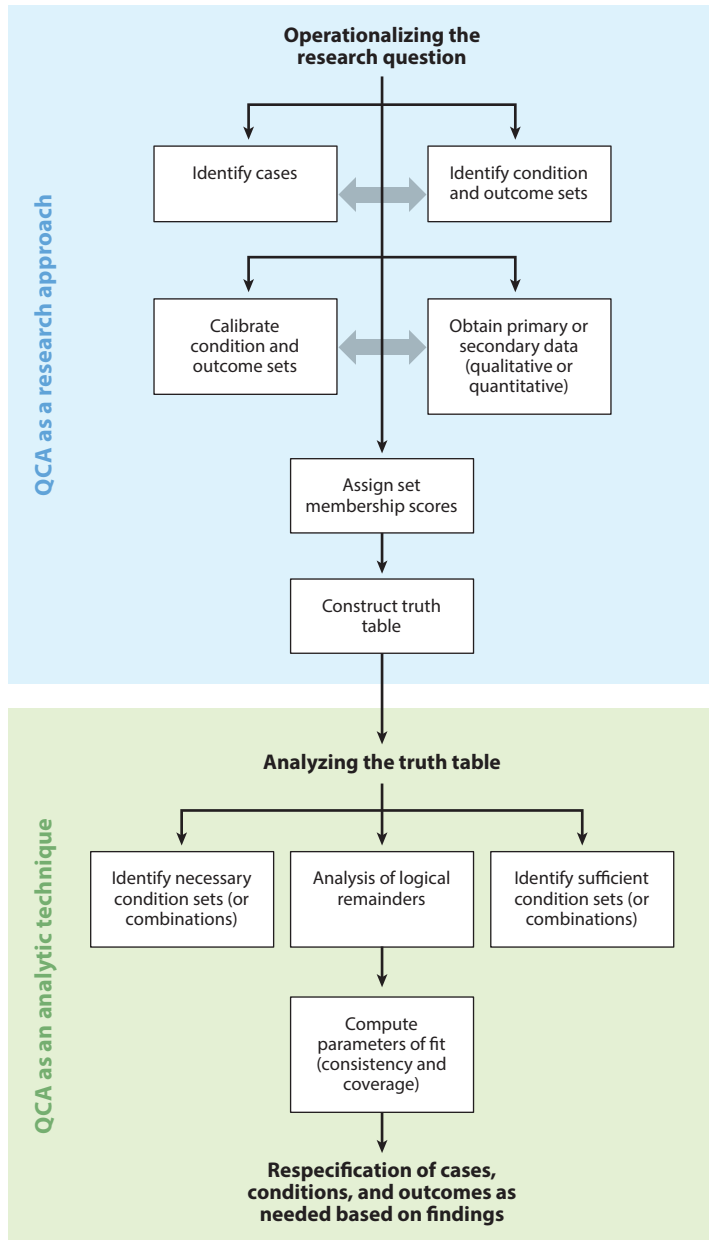 Operationalizing the
research question
Identify cases
Identify condition
and outcome sets
Calibrate
condition and
outcome sets
Obtain primary or
secondary data
(qualitative or
quantitative)
Assign set
membership scores
Construct truth
table
QCA as a research approach
Analyzing the truth table
Identify necessary
condition sets (or
combinations)
Analysis of logical
remainders
Identify sufficient
condition sets (or
combinations)
Compute
parameters of fit
(consistency and
coverage)
Respecification of cases,
conditions, and outcomes as
needed based on findings
QCA as an analytic technique